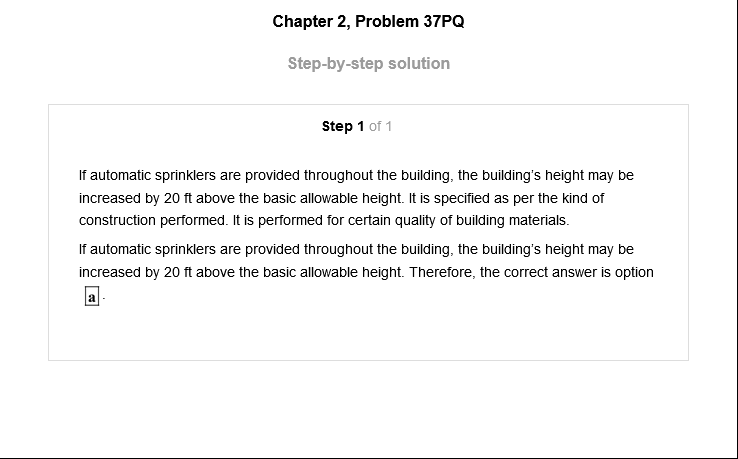 Chapter 2, Problem 37PQ
Step-by-step solution
Step 1 of 1
If automatic sprinklers are provided throughout the building, the building's height may be
increased by 20 ft above the basic allowable height. It is specified as per the kind of
construction performed. It is performed for certain quality of building materials.
If automatic sprinklers are provided throughout the building, the building's height may be
increased by 20 ft above the basic allowable height. Therefore, the correct answer is option
a.